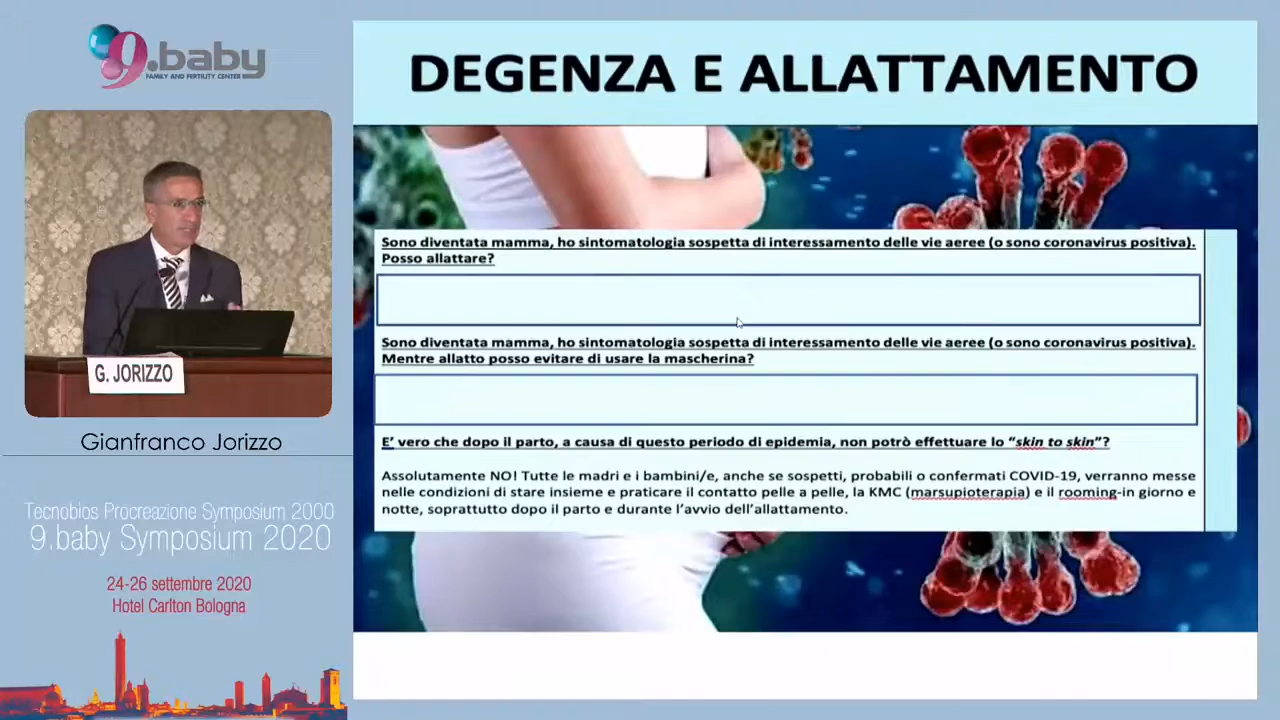 9.baby
FAMILY AND FERTILITY CENTER
G. JORIZZO
Gianfranco Jorizzo
Tecnobios Procreazione Symposium 2000
9.baby Symposium 2020
24-26 settembre 2020
Hotel Carlton Bologna
DEGENZA E ALLATTAMENTO
Sono diventata mamma, ho sintomatologia sospetta di interessamento delle vie aeree (o sono coronavirus positiva).
Posso allattare?
Sono diventata mamma, ho sintomatologia sospetta di interessamento delle vie aeree (o sono coronavirus positiva).
Mentre allatto posso evitare di usare la mascherina?
E' vero che dopo il parto, a causa di questo periodo di epidemia, non potrò effettuare lo “skin to skin”?
Assolutamente NO! Tutte le madri e i bambini/e, anche se sospetti, probabili o confermati COVID-19, verranno messe
nelle condizioni di stare insieme e praticare il contatto pelle a pelle, la KMC (marsupioterapia) e il rooming-in giorno e
notte, soprattutto dopo il parto e durante l’avvio dell’allattamento.